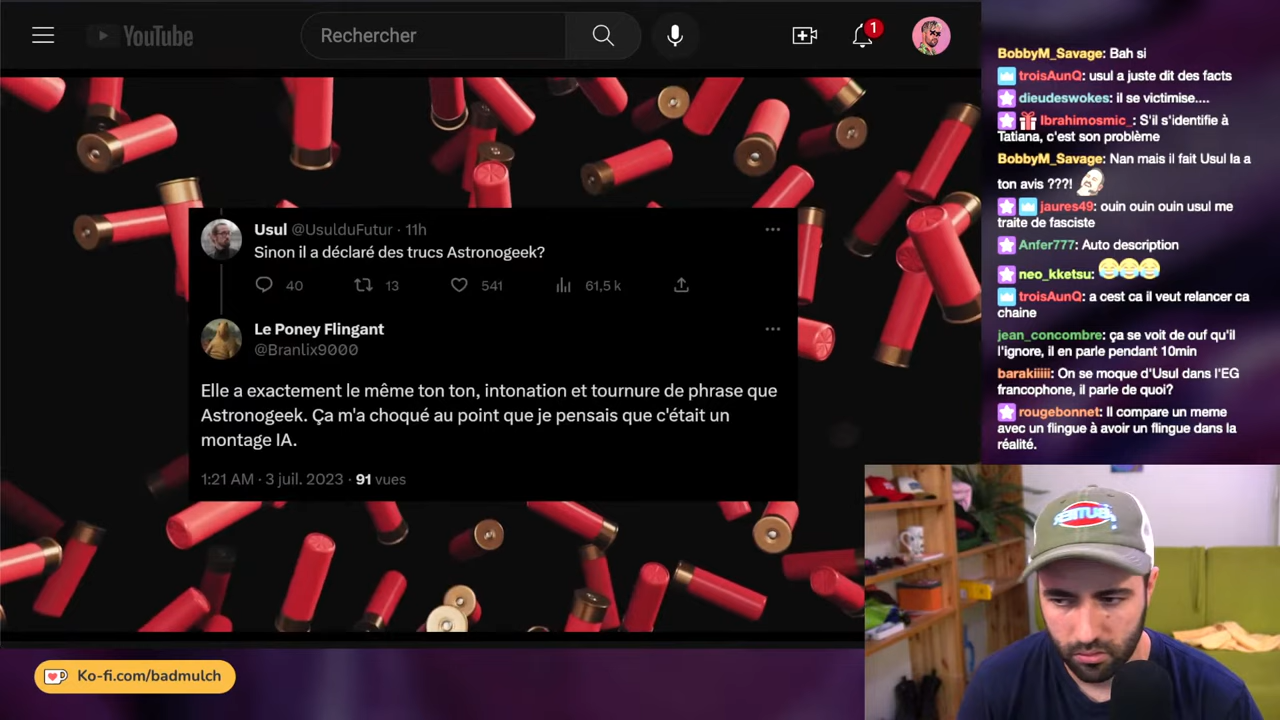 YouTube
Rechercher
1
Usul @UsulduFutur · 11h
Sinon il a déclaré des trucs Astronogeek?
40 13 541 61,5 k
Le Poney Flingant
@Branlix9000
Elle a exactement le même ton ton, intonation et tournure de phrase que
Astronogeek. Ça m'a choqué au point que je pensais que c'était un
montage IA.
1:21 AM · 3 juil. 2023 · 91 vues
Ko-fi.com/badmulch
BobbyM_Savage: Bah si
troisAunQ: usul a juste dit des facts
dieudeswokes: il se victimise....
Ibrahimosmic_: S'il s'identifie à
Tatiana, c'est son problème
BobbyM_Savage: Nan mais il fait Usul la a
ton avis ???!
jaures49: ouin ouin ouin usul me
traite de fasciste
Anfer777: Auto description
neo_kketsu:
troisAunQ: a cest ca il veut relancer ca
chaine
jean_concombre: ça se voit de ouf qu'il
l'ignore, il en parle pendant 10min
barakiiiii: On se moque d'Usul dans l'EG
francophone, il parle de quoi?
rougebonnet: Il compare un meme
avec un flingue à avoir un flingue dans la
réalité.